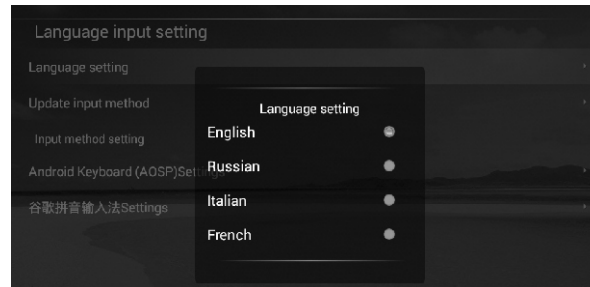 Language input setting
Language setting
Update input method
Input method setting
Android Keyboard (AOSP)Settings
谷歌拼音输入法Settings
Language setting
English
Russian
Italian
French